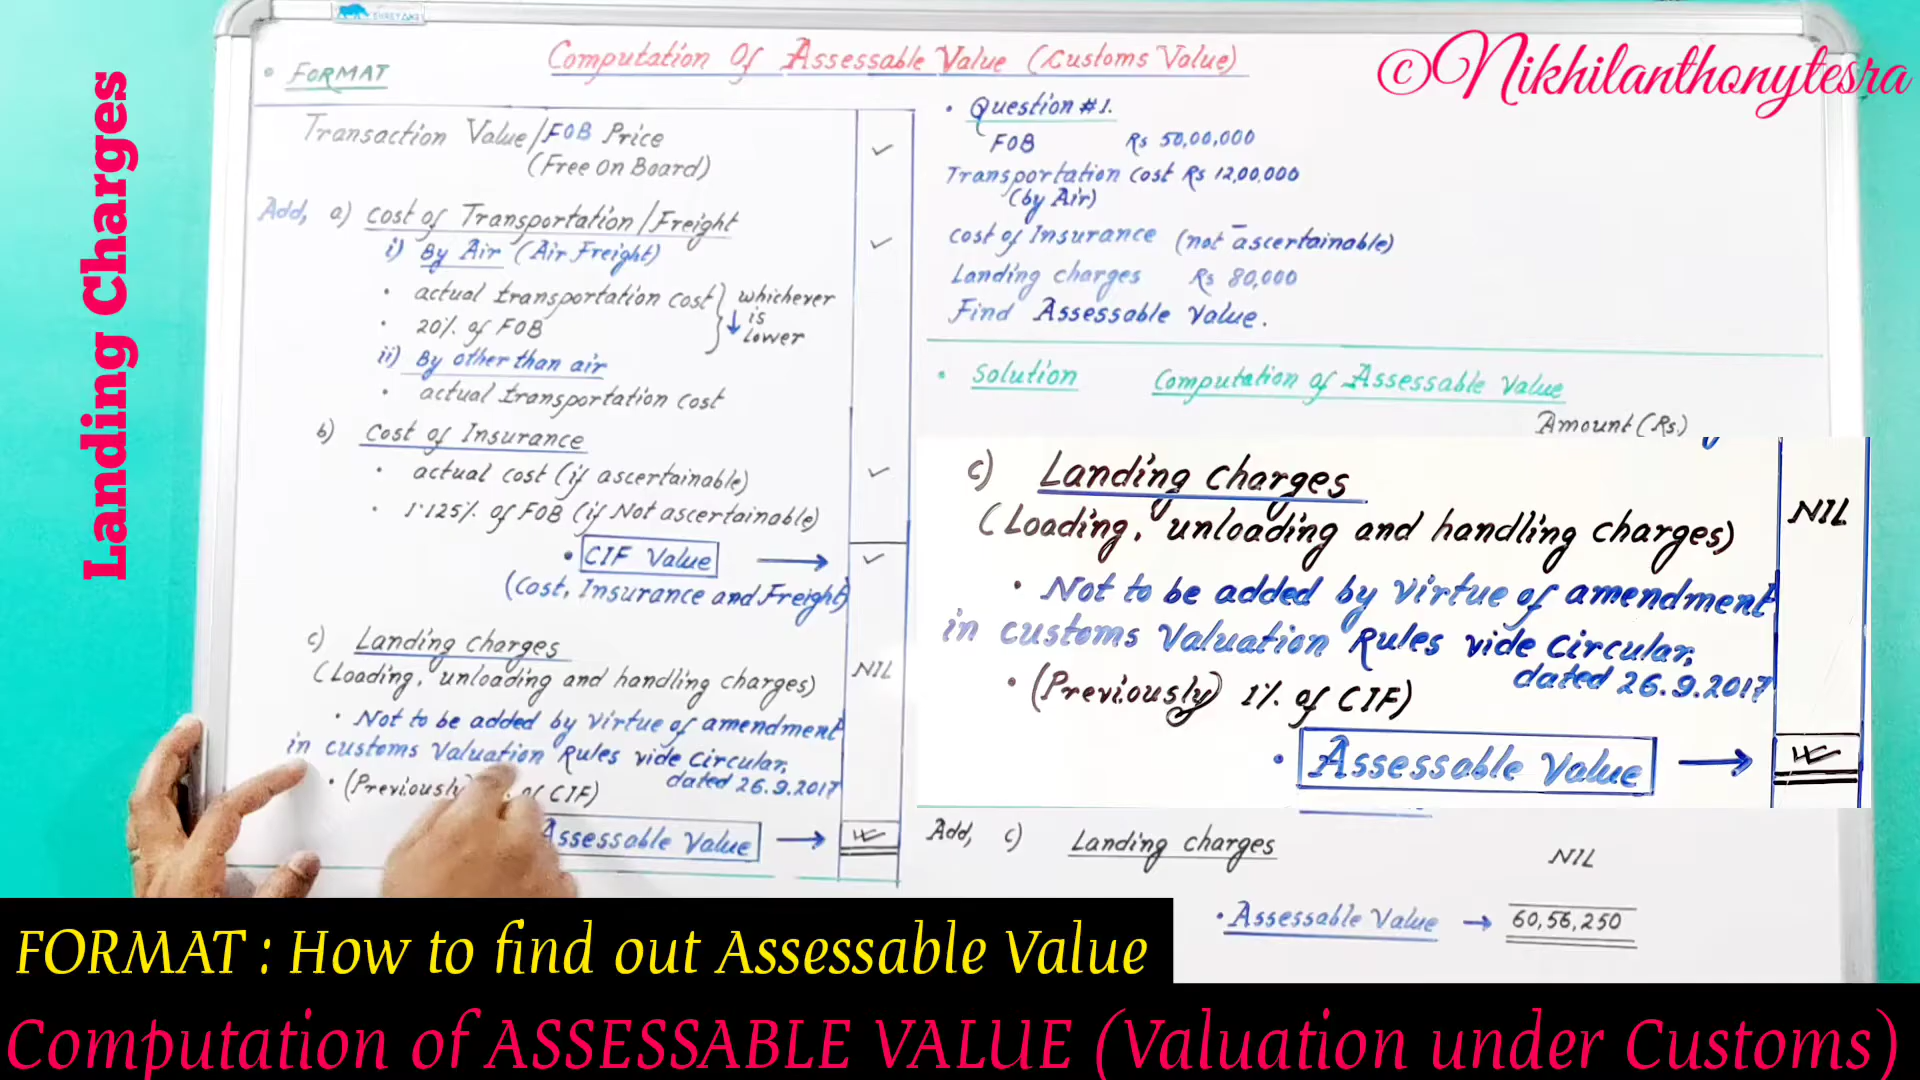 Landing Charges
©Nikhilanthonytesra
Computation Of Assessable Value (Customs Value)
• FORMAT
Transaction Value/FOB Price
(Free On Board)
Add, a) Cost of Transportation/Freight
i) By Air (Air Freight)
• actual transportation cost
• 20% of FOB
whichever
is
lower
ii) By other than air
• actual transportation cost
b) Cost of Insurance
• actual cost (if ascertainable)
• 1.125% of FOB (if Not ascertainable)
• CIF Value →
(Cost, Insurance and Freight)
c) Landing charges
(Loading, unloading and handling charges)
NIL
• Not to be added by virtue of amendment
in customs Valuation Rules vide Circular,
dated 26.9.2017
• (Previously of CIF)
Assessable Value →
• Question #1.
FOB Rs 50,00,000
Transportation Cost Rs 12,00,000
(by Air)
Cost of Insurance (not ascertainable)
Landing charges Rs 80,000
Find Assessable Value.
• Solution Computation of Assessable Value
Amount (Rs.)
c) Landing charges
(Loading, unloading and handling charges)
NIL
• Not to be added by virtue of amendment
in customs Valuation Rules vide Circular,
dated 26.9.2017
• (Previously) 1% of CIF)
• Assessable Value →
Add, c) Landing charges NIL
• Assessable Value → 60,56,250
FORMAT : How to find out Assessable Value
Computation of ASSESSABLE VALUE (Valuation under Customs)